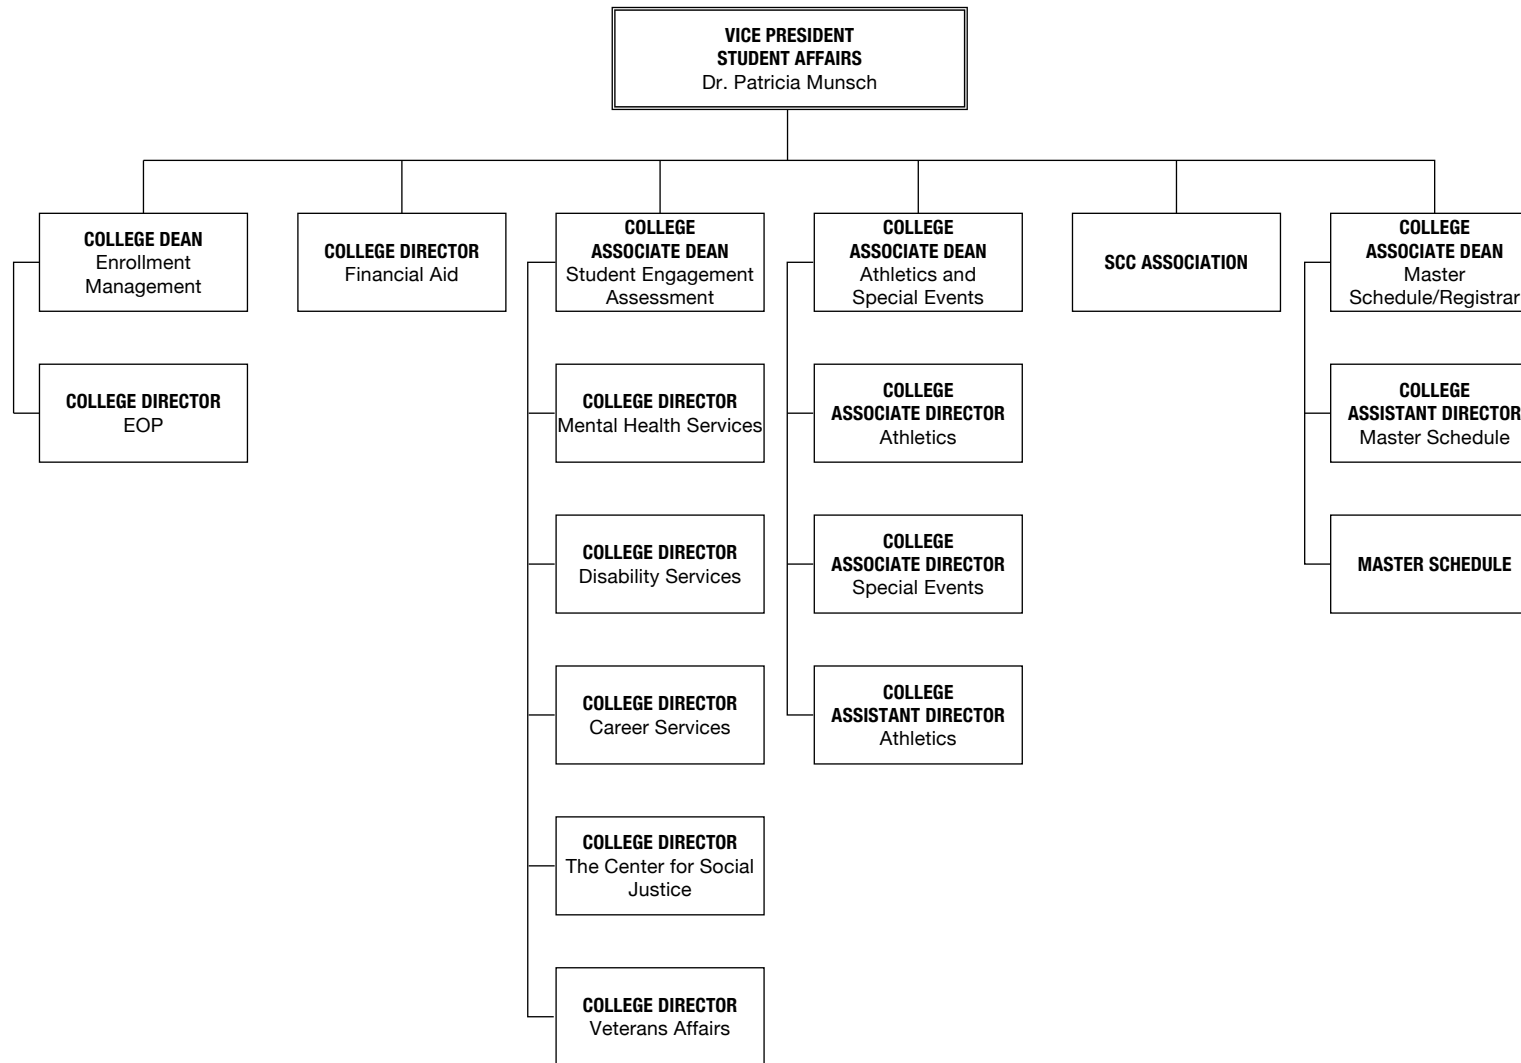 VICE PRESIDENT
STUDENT AFFAIRS
Dr. Patricia Munsch
COLLEGE DEAN
Enrollment
Management
COLLEGE DIRECTOR
Financial Aid
COLLEGE
ASSOCIATE DEAN
Student Engagement
Assessment
COLLEGE
ASSOCIATE DEAN
Athletics and
Special Events
SCC ASSOCIATION
COLLEGE
ASSOCIATE DEAN
Master
Schedule/Registrar
COLLEGE DIRECTOR
EOP
COLLEGE DIRECTOR
Mental Health Services
COLLEGE
ASSOCIATE DIRECTOR
Athletics
COLLEGE
ASSISTANT DIRECTOR
Master Schedule
COLLEGE DIRECTOR
Disability Services
COLLEGE
ASSOCIATE DIRECTOR
Special Events
MASTER SCHEDULE
COLLEGE DIRECTOR
Career Services
COLLEGE
ASSISTANT DIRECTOR
Athletics
COLLEGE DIRECTOR
The Center for Social
Justice
COLLEGE DIRECTOR
Veterans Affairs